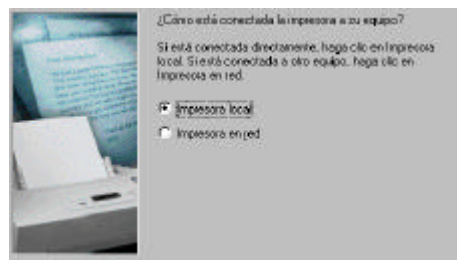 ¿Cómo está conectada la impresora a su equipo?
Si está conectada directamente, haga clic en Impresora
local. Si está conectada a otro equipo, haga clic en
Impresora en red.
Impresora local
Impresora en red